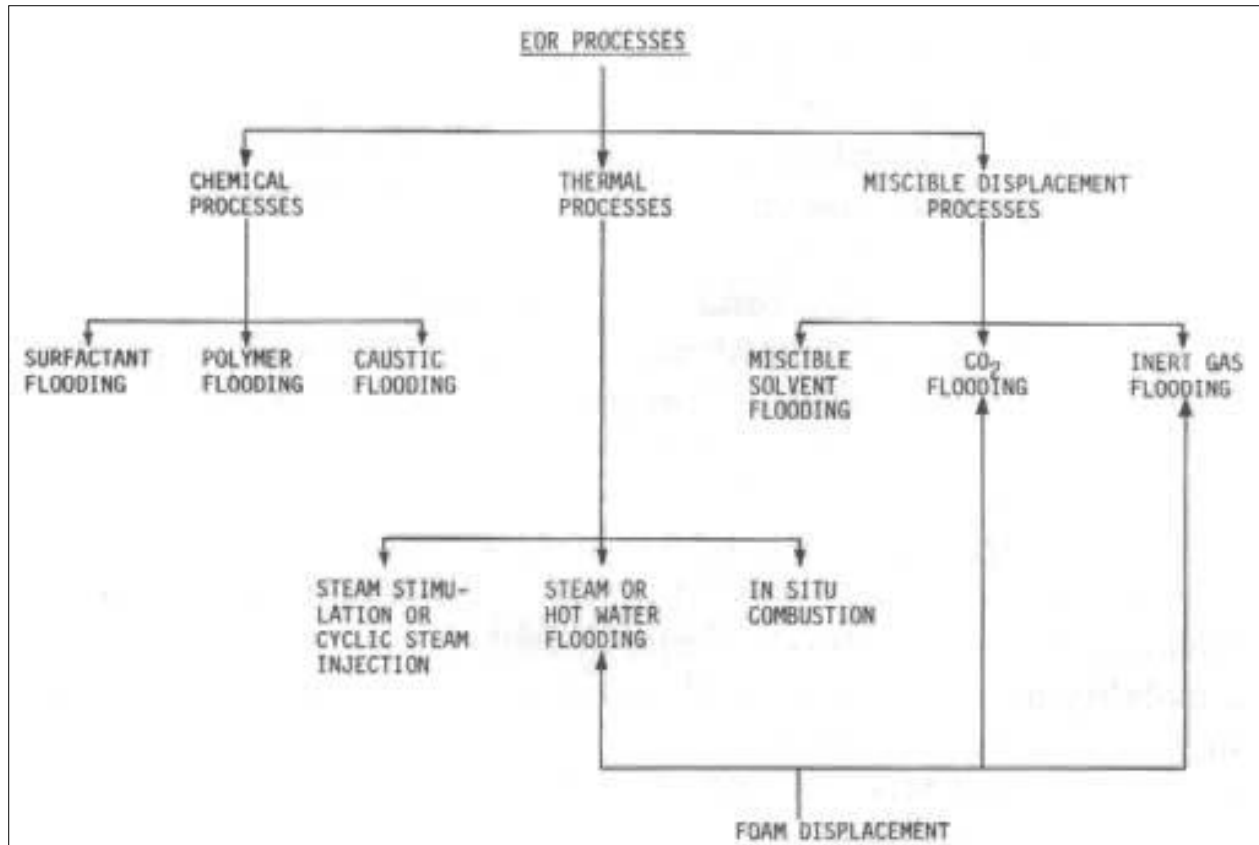 EOR PROCESSES
CHEMICAL
PROCESSES
THERMAL
PROCESSES
MISCIBLE DISPLACEMENT
PROCESSES
SURFACTANT
FLOODING
POLYMER
FLOODING
CAUSTIC
FLOODING
MISCIBLE
SOLVENT
FLOODING
CO₂
FLOODING
INERT GAS
FLOODING
STEAM STIMU-
LATION OR
CYCLIC STEAM
INJECTION
STEAM OR
HOT WATER
FLOODING
IN SITU
COMBUSTION
FOAM DISPLACEMENT